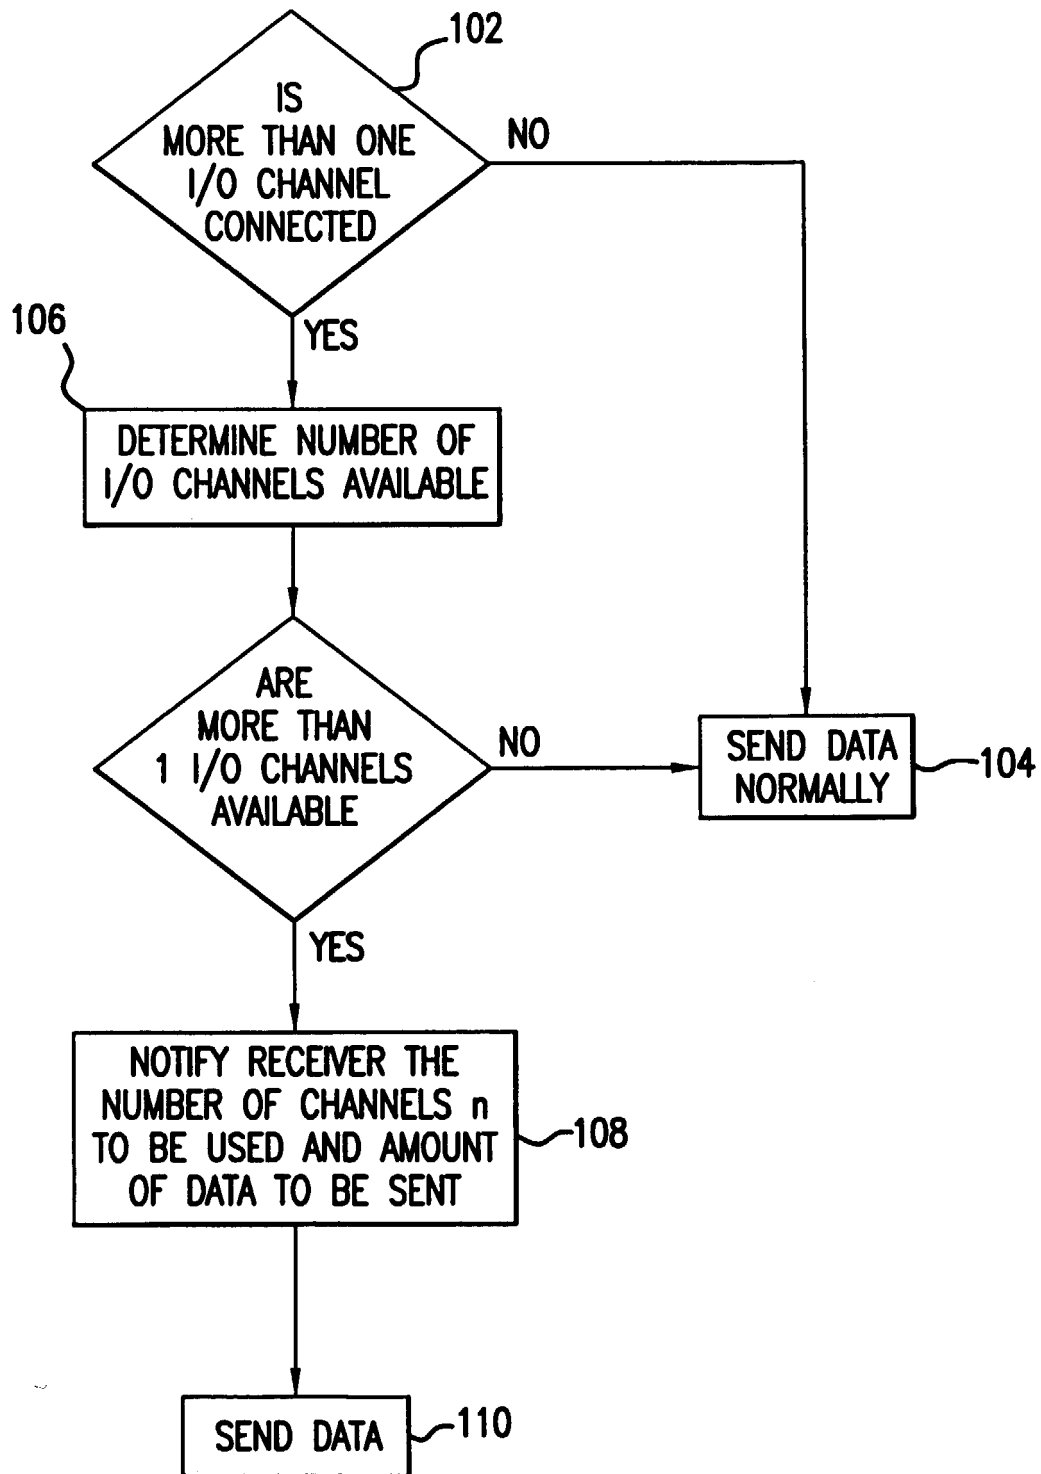 102
IS
MORE THAN ONE
I/O CHANNEL
CONNECTED
NO
YES
106
DETERMINE NUMBER OF
I/O CHANNELS AVAILABLE
ARE
MORE THAN
1 I/O CHANNELS
AVAILABLE
NO
SEND DATA
NORMALLY
104
YES
NOTIFY RECEIVER THE
NUMBER OF CHANNELS n
TO BE USED AND AMOUNT
OF DATA TO BE SENT
108
SEND DATA
110